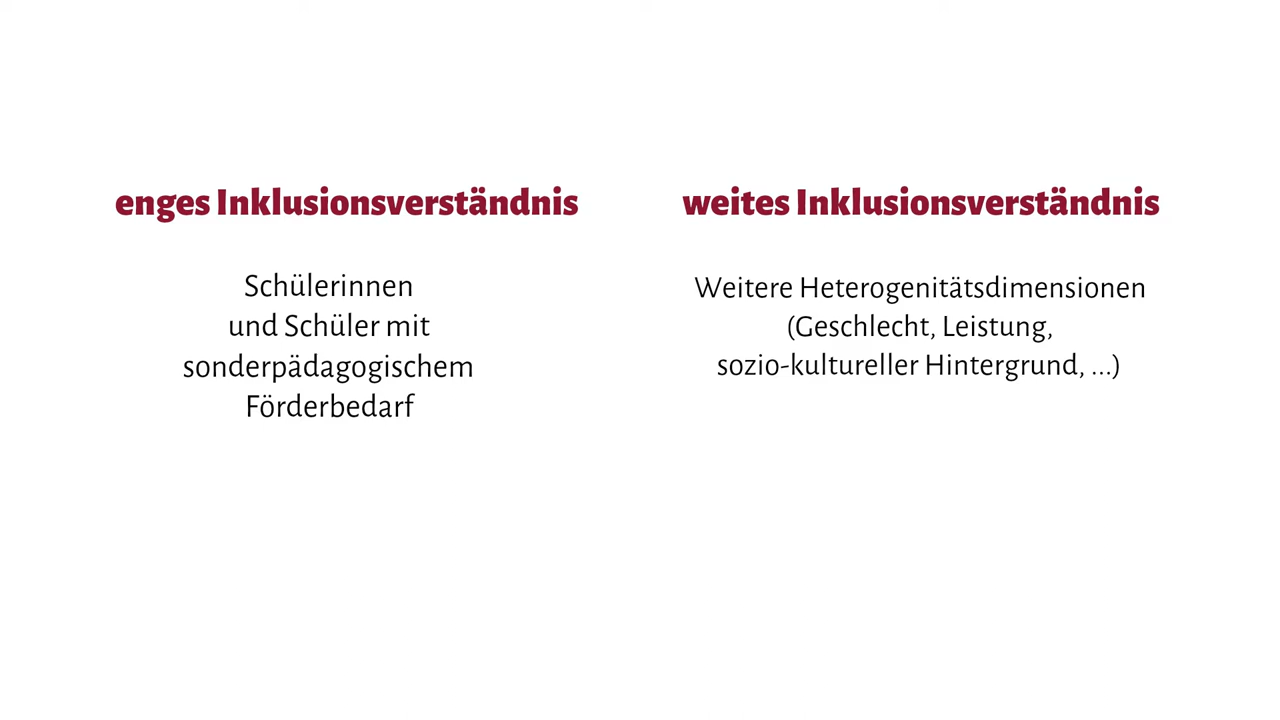 enges Inklusionsverständnis
Schülerinnen
und Schüler mit
sonderpädagogischem
Förderbedarf
weites Inklusionsverständnis
Weitere Heterogenitätsdimensionen
(Geschlecht, Leistung,
sozio-kultureller Hintergrund, ...)